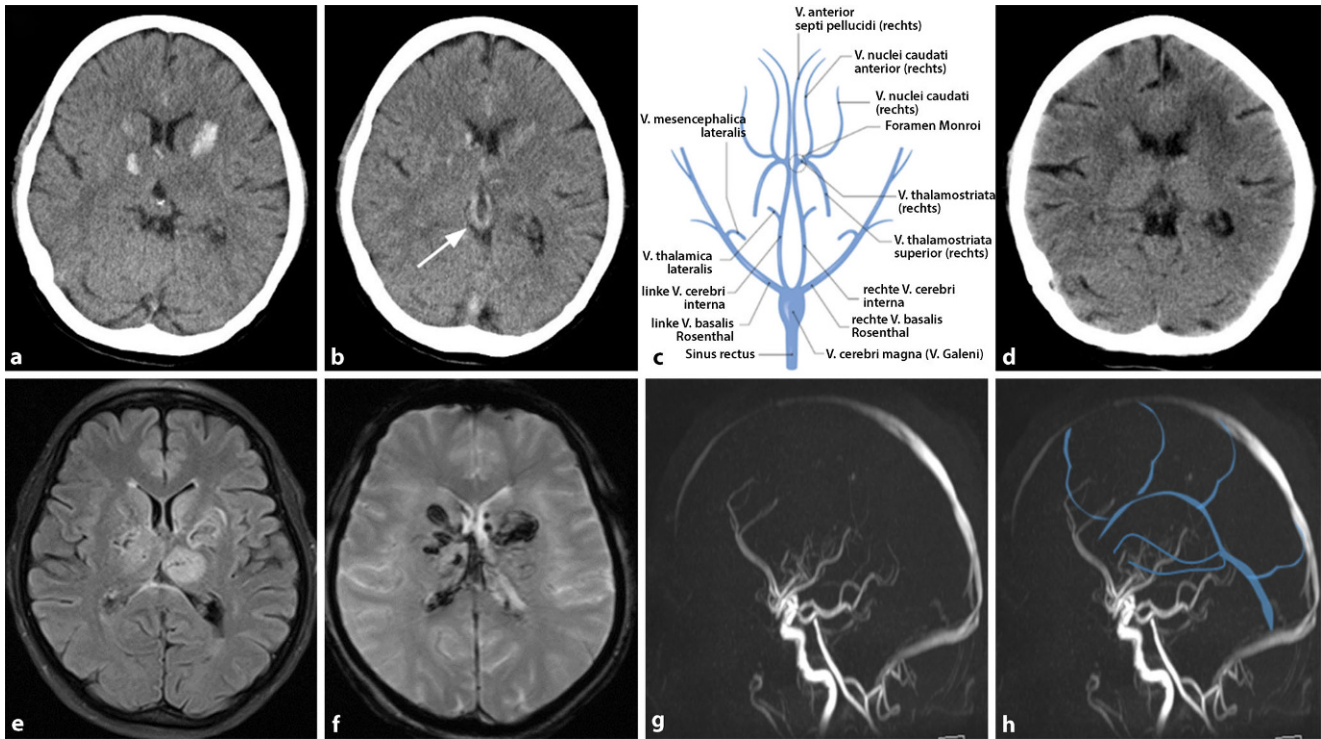 a
b
V. anterior
septi pellucidi (rechts)
V. nuclei caudati
anterior (rechts)
V. nuclei caudati
(rechts)
V. mesencephalica
lateralis
Foramen Monroi
V. thalamostriata
(rechts)
V. thalamostriata
superior (rechts)
V. thalamica
lateralis
linke V. cerebri
interna
rechte V. cerebri
interna
linke V. basalis
Rosenthal
rechte V. basalis
Rosenthal
Sinus rectus
V. cerebri magna (V. Galeni)
c
d
e
f
g
h